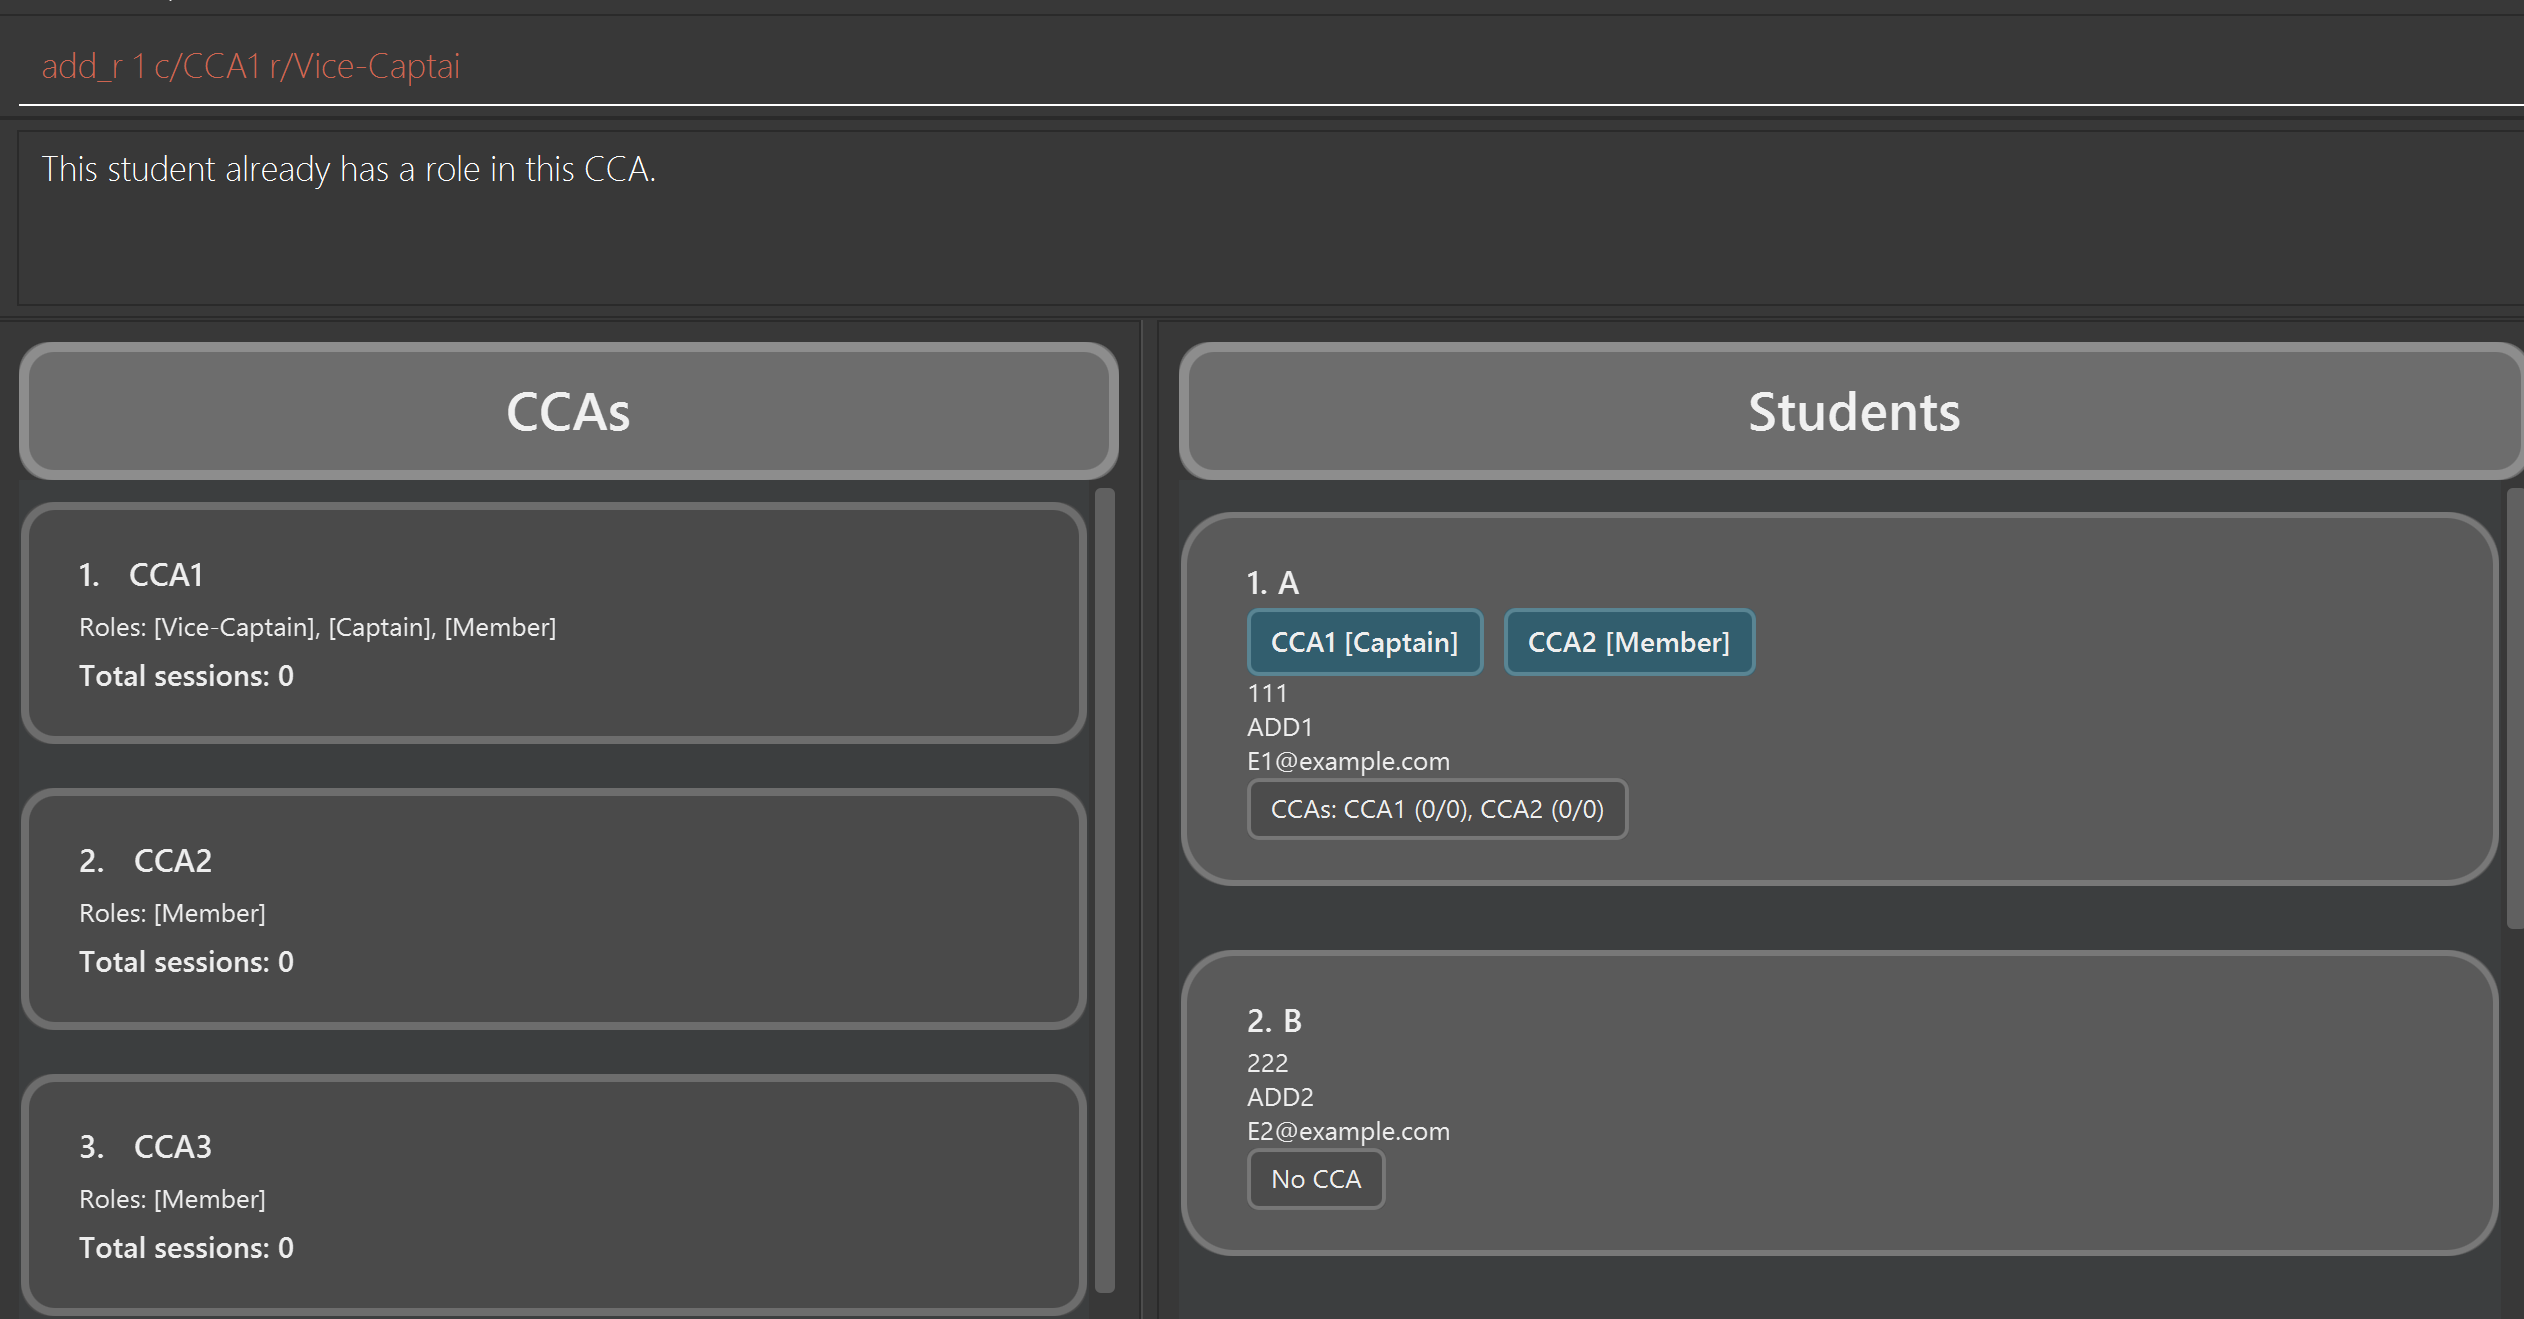 add_r 1 c/CCA1 r/Vice-Captai
This student already has a role in this CCA.
CCAs
1. CCA1
Roles: [Vice-Captain], [Captain], [Member]
Total sessions: 0
2. CCA2
Roles: [Member]
Total sessions: 0
3. CCA3
Roles: [Member]
Total sessions: 0
Students
1. A
CCA1 [Captain] CCA2 [Member]
111
ADD1
E1@example.com
CCAs: CCA1 (0/0), CCA2 (0/0)
2. B
222
ADD2
E2@example.com
No CCA